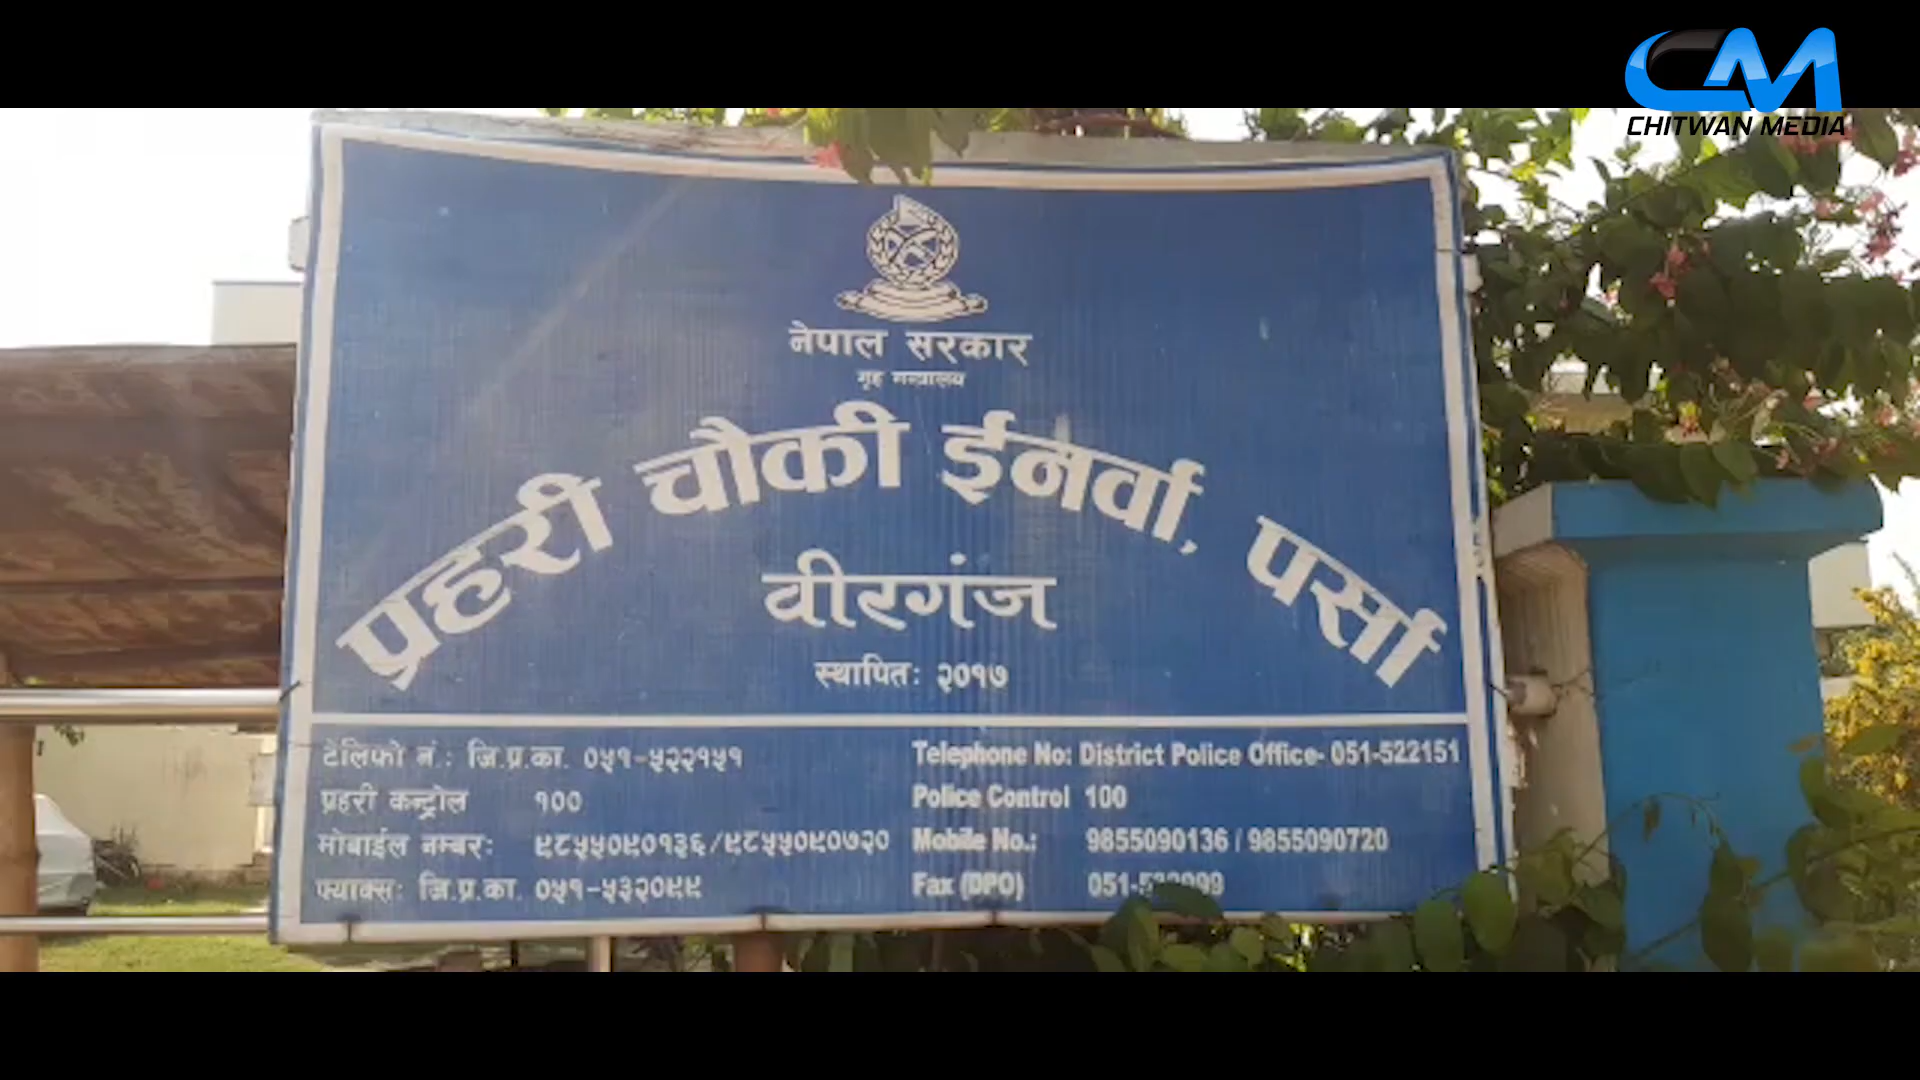 CHITWAN MEDIA
नेपाल सरकार
गृह मन्त्रालय
प्रहरी चौकी ईनर्वा, पर्सा
वीरगंज
स्थापित: २०१७
टेलिफो नं.: जि.प्र.का. ०५१-५२२१५१
प्रहरी कन्ट्रोल १००
मोबाईल नम्बर: ९८५५०९०१३६/९८५५०९०७२०
फ्याक्स: जि.प्र.का. ०५१-५३२०९९
Telephone No: District Police Office- 051-522151
Police Control 100
Mobile No.: 9855090136 / 9855090720
Fax (DPO)